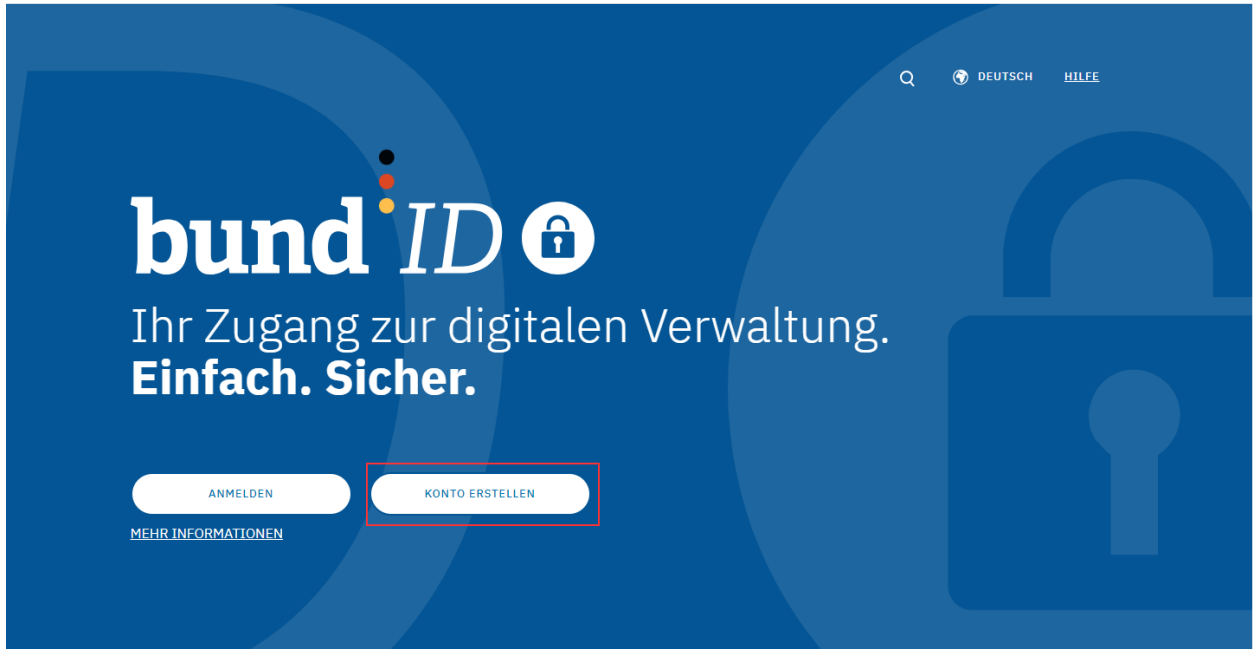 DEUTSCH HILFE
bund ID
Ihr Zugang zur digitalen Verwaltung.
Einfach. Sicher.
ANMELDEN KONTO ERSTELLEN
MEHR INFORMATIONEN